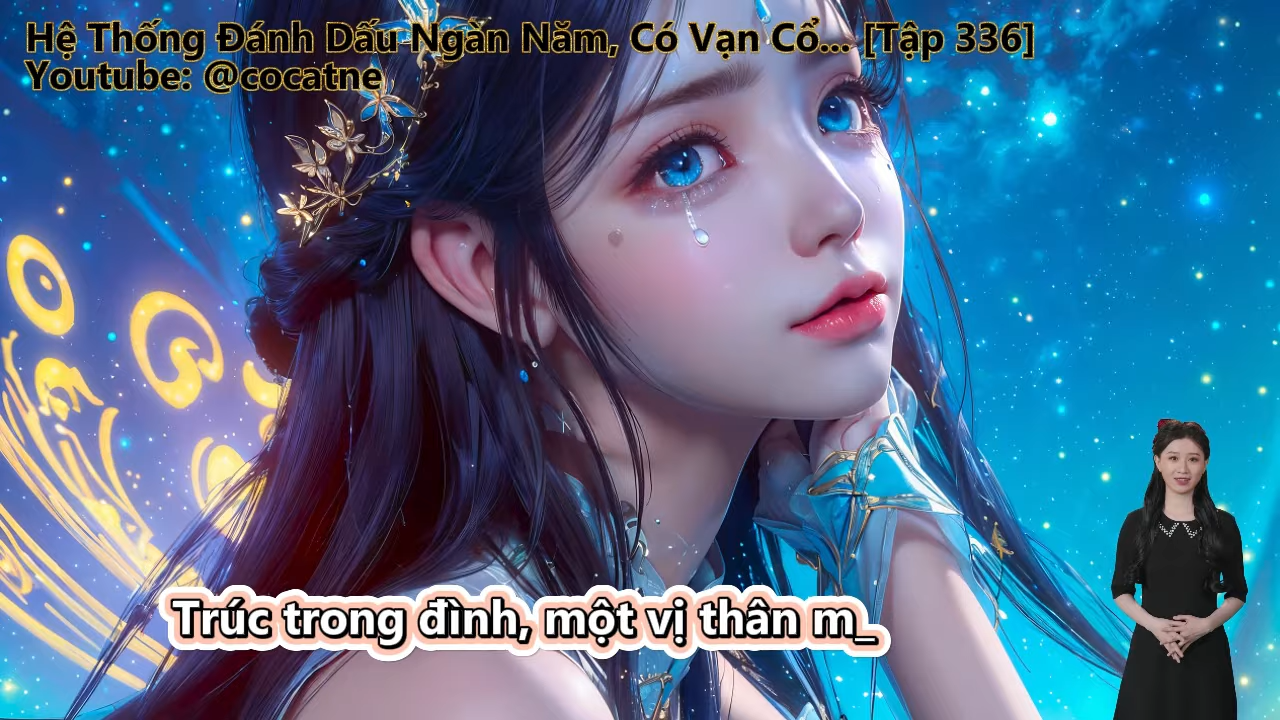 Hệ Thống Đánh Dấu Ngàn Năm, Có Vạn Cổ... [Tập 336]
Youtube: @cocatne
Trúc trong đình, một vị thân m_